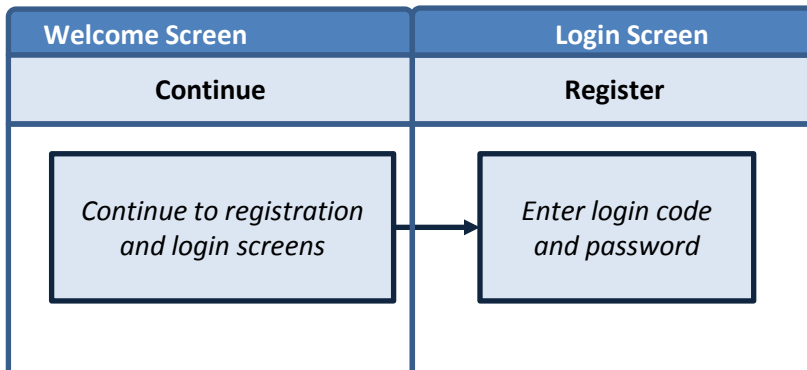 Welcome Screen
Login Screen
Continue
Register
Continue to registration
and login screens
Enter login code
and password